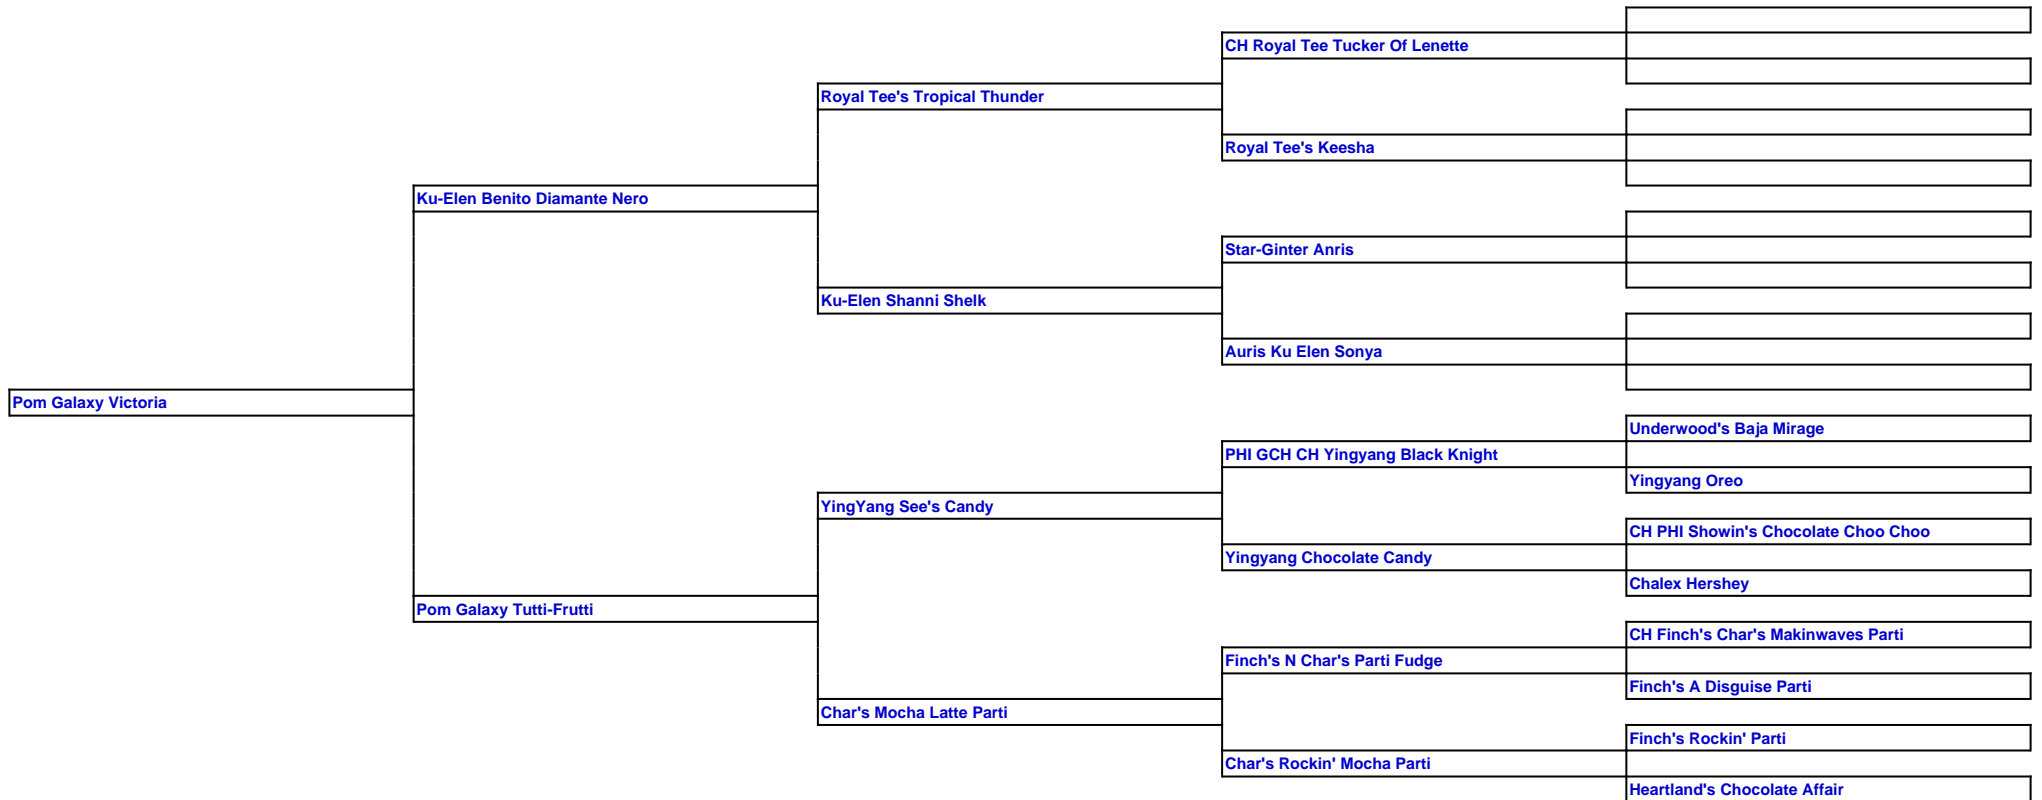 CH Royal Tee Tucker Of Lenette
Royal Tee's Tropical Thunder
Royal Tee's Keesha
Ku-Elen Benito Diamante Nero
Star-Ginter Anris
Ku-Elen Shanni Shelk
Auris Ku Elen Sonya
Pom Galaxy Victoria
Underwood's Baja Mirage
PHI GCH CH Yingyang Black Knight
Yingyang Oreo
YingYang See's Candy
CH PHI Showin's Chocolate Choo Choo
Yingyang Chocolate Candy
Chalex Hershey
Pom Galaxy Tutti-Frutti
CH Finch's Char's Makinwaves Parti
Finch's N Char's Parti Fudge
Finch's A Disguise Parti
Char's Mocha Latte Parti
Finch's Rockin' Parti
Char's Rockin' Mocha Parti
Heartland's Chocolate Affair